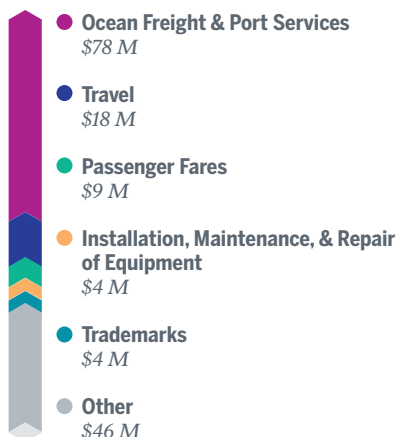 Ocean Freight & Port Services
$78 M
Travel
$18 M
Passenger Fares
$9 M
Installation, Maintenance, & Repair
of Equipment
$4 M
Trademarks
$4 M
Other
$46 M